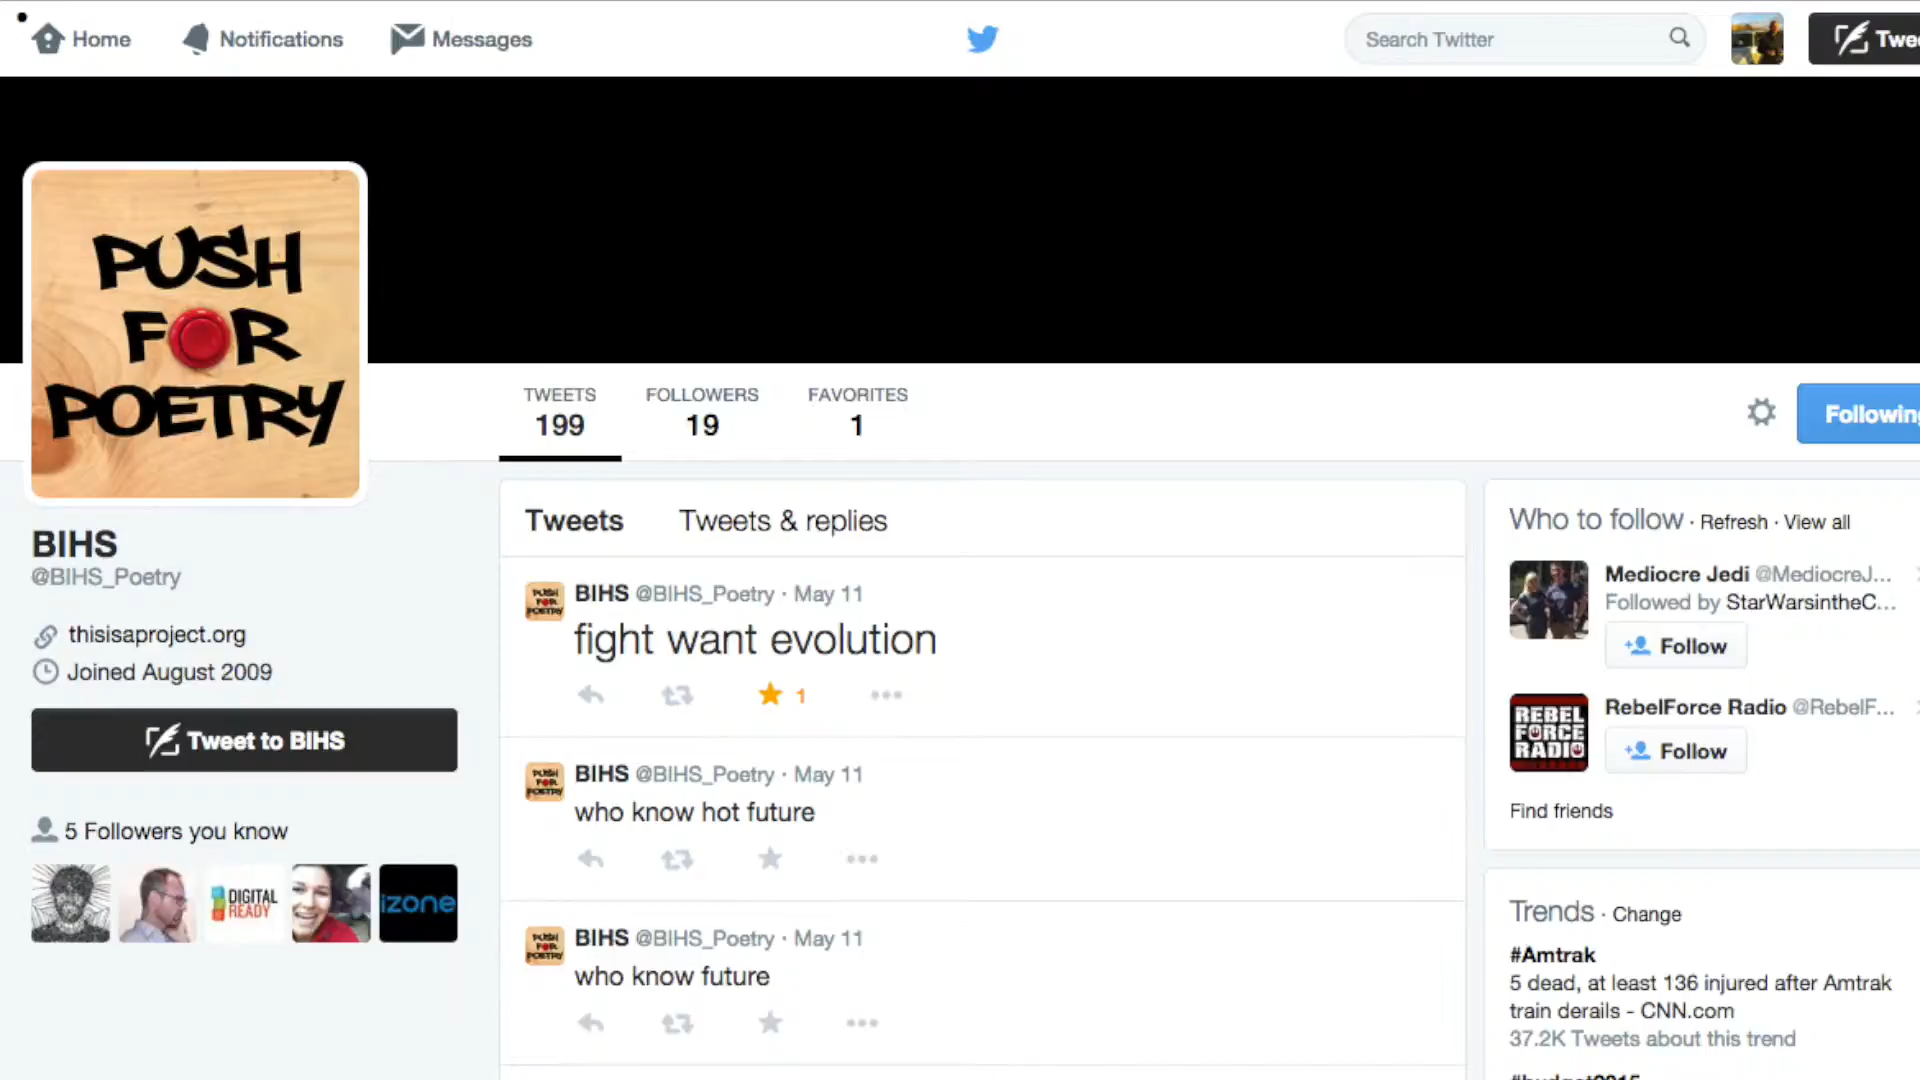 Home Notifications Messages Search Twitter
PUSH
FOR
POETRY
TWEETS FOLLOWERS FAVORITES
199 19 1
Following
BIHS
@BIHS_Poetry
thisisaproject.org
Joined August 2009
Tweet to BIHS
5 Followers you know
DIGITAL
READY
izone
Tweets Tweets & replies
BIHS @BIHS_Poetry · May 11
fight want evolution
1
BIHS @BIHS_Poetry · May 11
who know hot future
BIHS @BIHS_Poetry · May 11
who know future
Who to follow · Refresh · View all
Mediocre Jedi @MediocreJ...
Followed by StarWarsintheC...
Follow
REBEL
FORCE
RADIO
RebelForce Radio @RebelF...
Follow
Find friends
Trends · Change
#Amtrak
5 dead, at least 136 injured after Amtrak
train derails - CNN.com
37.2K Tweets about this trend